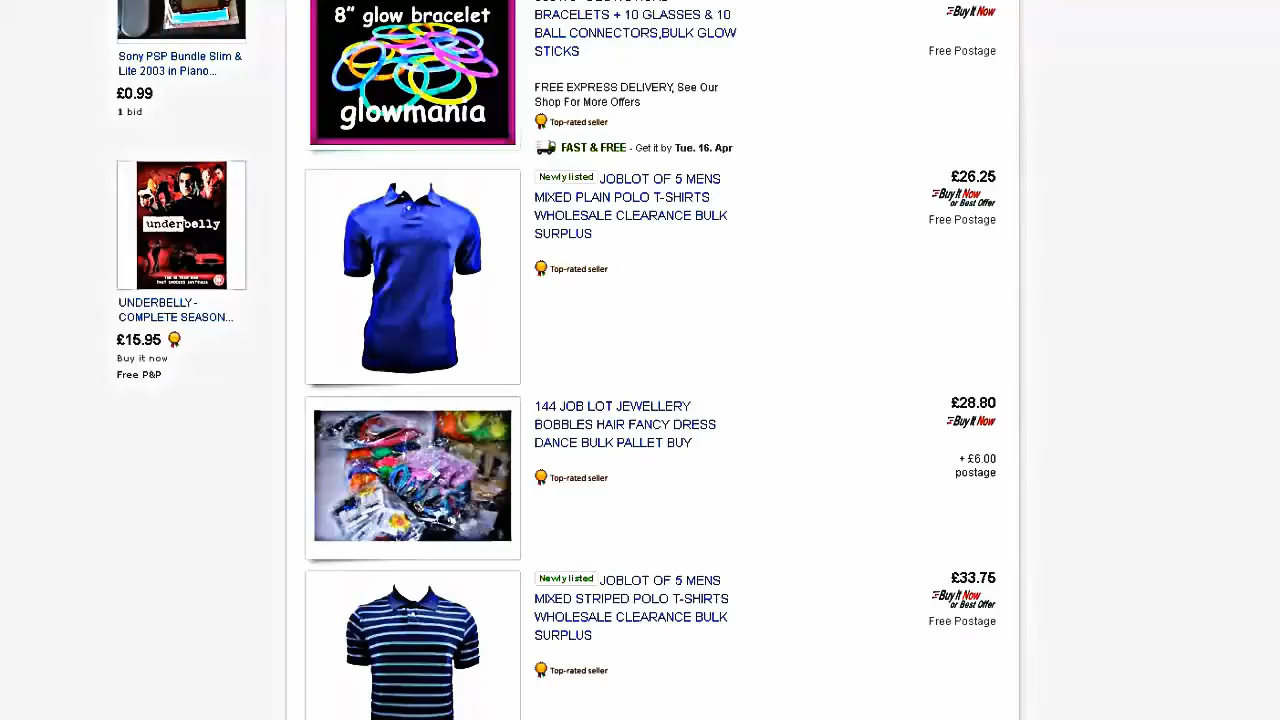 Sony PSP Bundle Slim &
Lite 2003 in Piano...
£0.99
1 bid
underbelly
UNDERBELLY-
COMPLETE SEASON...
£15.95
Buy it now
Free P&P
8" glow bracelet
glowmania
BRACELETS + 10 GLASSES & 10
BALL CONNECTORS,BULK GLOW
STICKS
Buy It Now
Free Postage
FREE EXPRESS DELIVERY, See Our
Shop For More Offers
Top-rated seller
FAST & FREE - Get it by Tue. 16. Apr
Newly listed JOBLOT OF 5 MENS
MIXED PLAIN POLO T-SHIRTS
WHOLESALE CLEARANCE BULK
SURPLUS
£26.25
Buy It Now
or Best Offer
Free Postage
Top-rated seller
144 JOB LOT JEWELLERY
BOBBLES HAIR FANCY DRESS
DANCE BULK PALLET BUY
£28.80
Buy It Now
+ £6.00
postage
Top-rated seller
Newly listed JOBLOT OF 5 MENS
MIXED STRIPED POLO T-SHIRTS
WHOLESALE CLEARANCE BULK
SURPLUS
£33.75
Buy It Now
or Best Offer
Free Postage
Top-rated seller